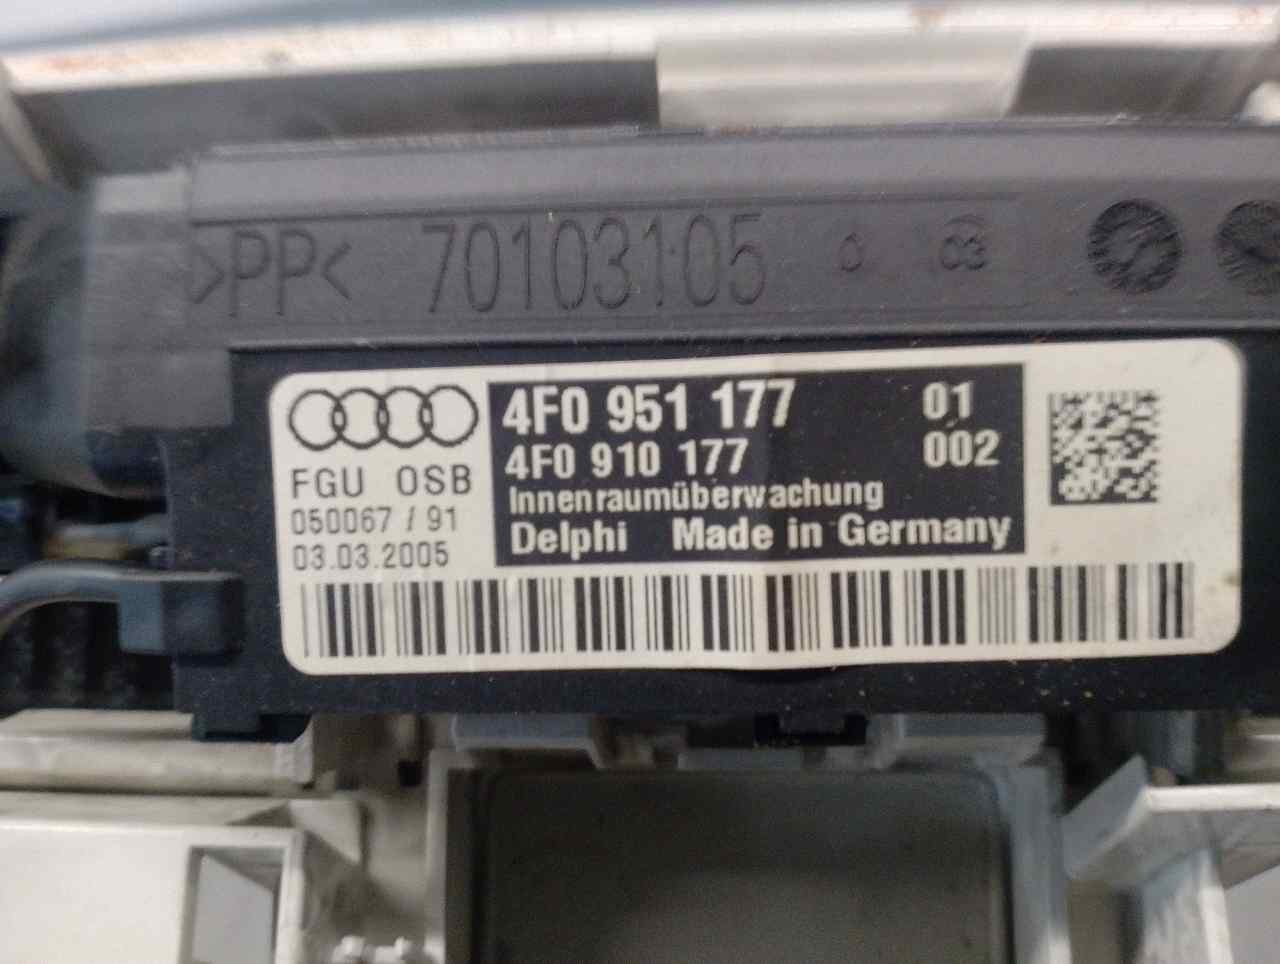 >PP< 70103105
03
4F0 951 177 01
4F0 910 177 002
Innenraumüberwachung
Delphi Made in Germany
FGU OSB
050067 / 91
03.03.2005